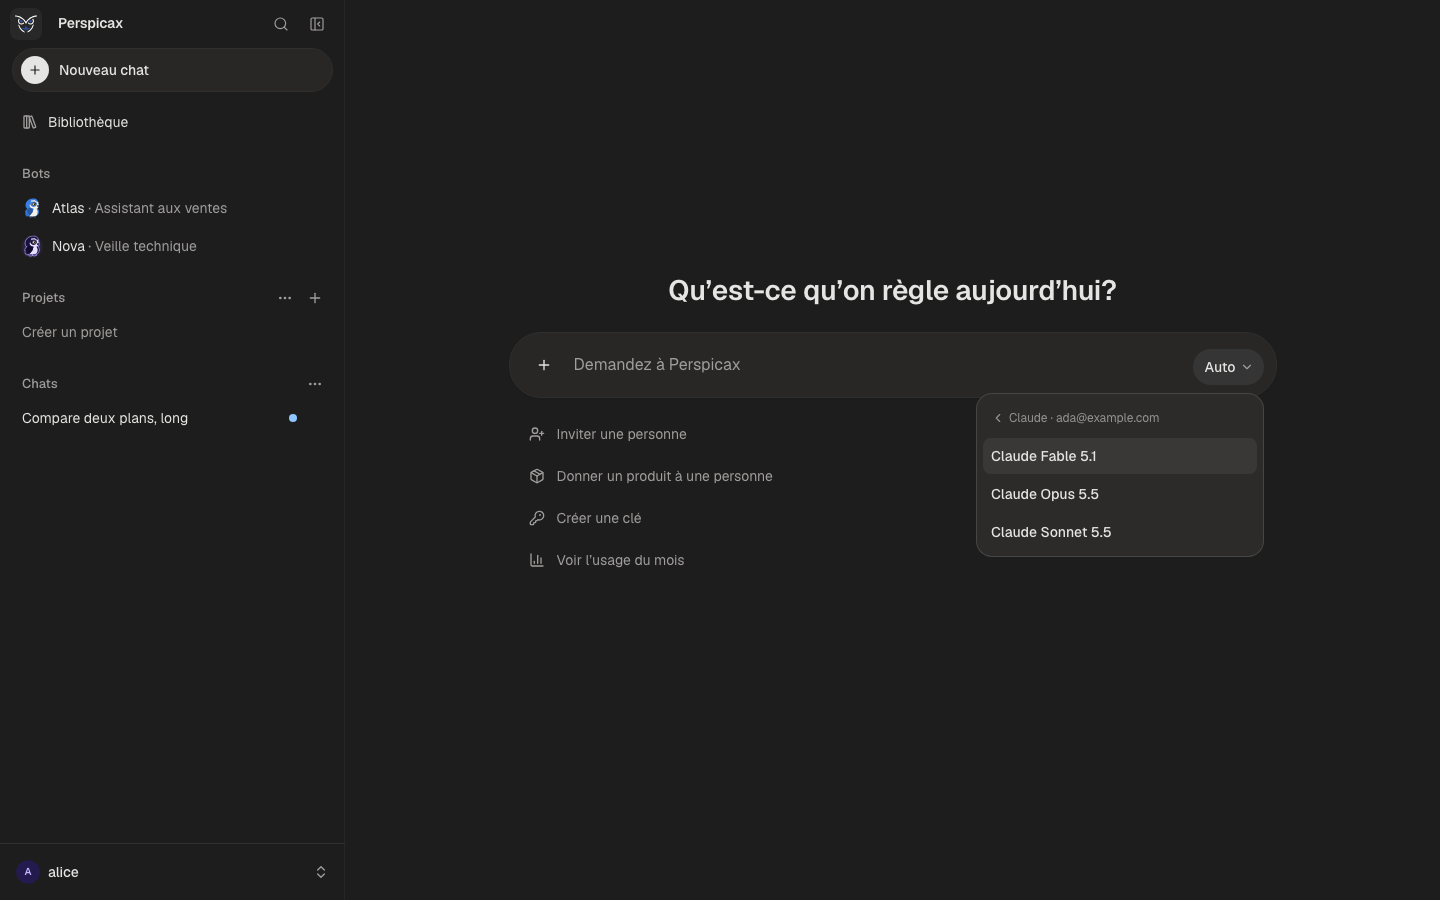 Perspicax
Nouveau chat
Bibliothèque
Bots
Atlas · Assistant aux ventes
Nova · Veille technique
Projets
Créer un projet
Chats
Compare deux plans, long
A alice
Qu’est-ce qu’on règle aujourd’hui?
Demandez à Perspicax
Auto
Inviter une personne
Donner un produit à une personne
Créer une clé
Voir l’usage du mois
Claude · ada@example.com
Claude Fable 5.1
Claude Opus 5.5
Claude Sonnet 5.5